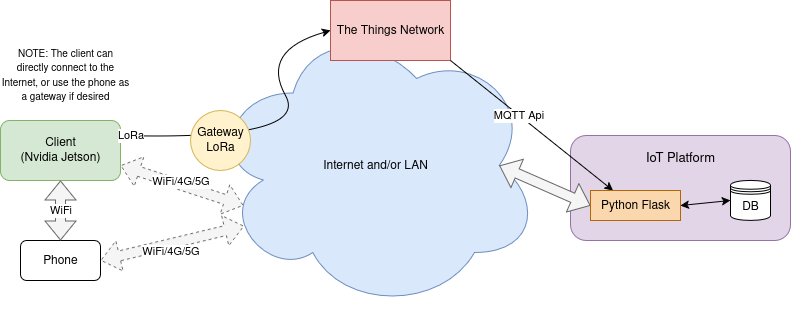 The Things Network
NOTE: The client can
directly connect to the
Internet, or use the phone as
a gateway if desired
LoRa
Gateway
LoRa
MQTT Api
Client
(Nvidia Jetson)
Internet and/or LAN
IoT Platform
WiFi/4G/5G
WiFi
Python Flask
DB
WiFi/4G/5G
Phone